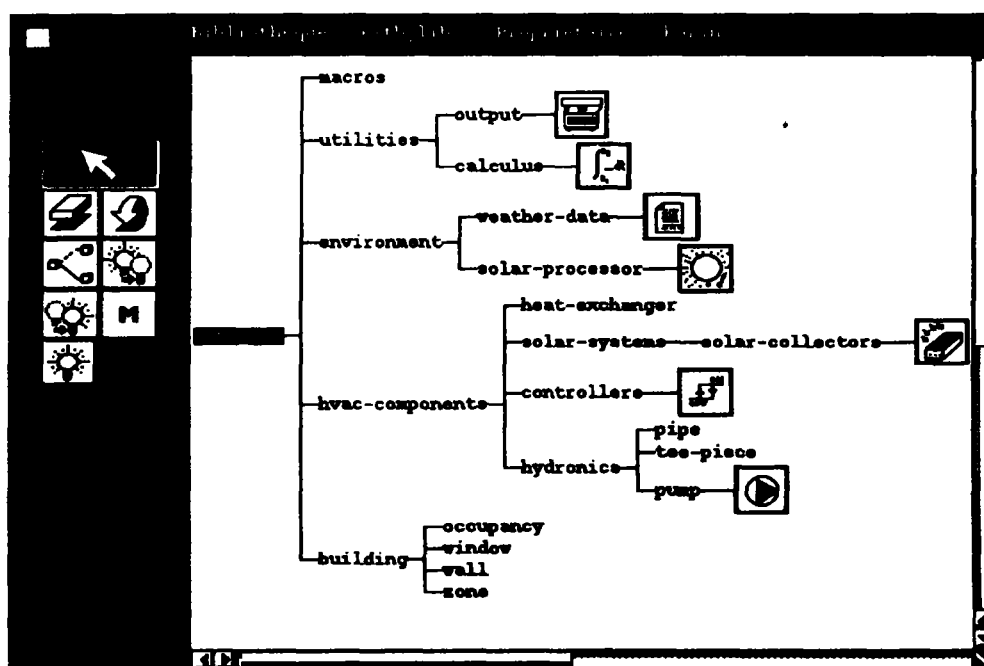 Bibliotheque
macros
output
utilities
calculus
weather-data
environment
solar-processor
heat-exchanger
M
solar-systems solar-collectors
controllers
hvac-components
pipe
tee-piece
hydronics
pump
occupancy
window
building
wall
zone